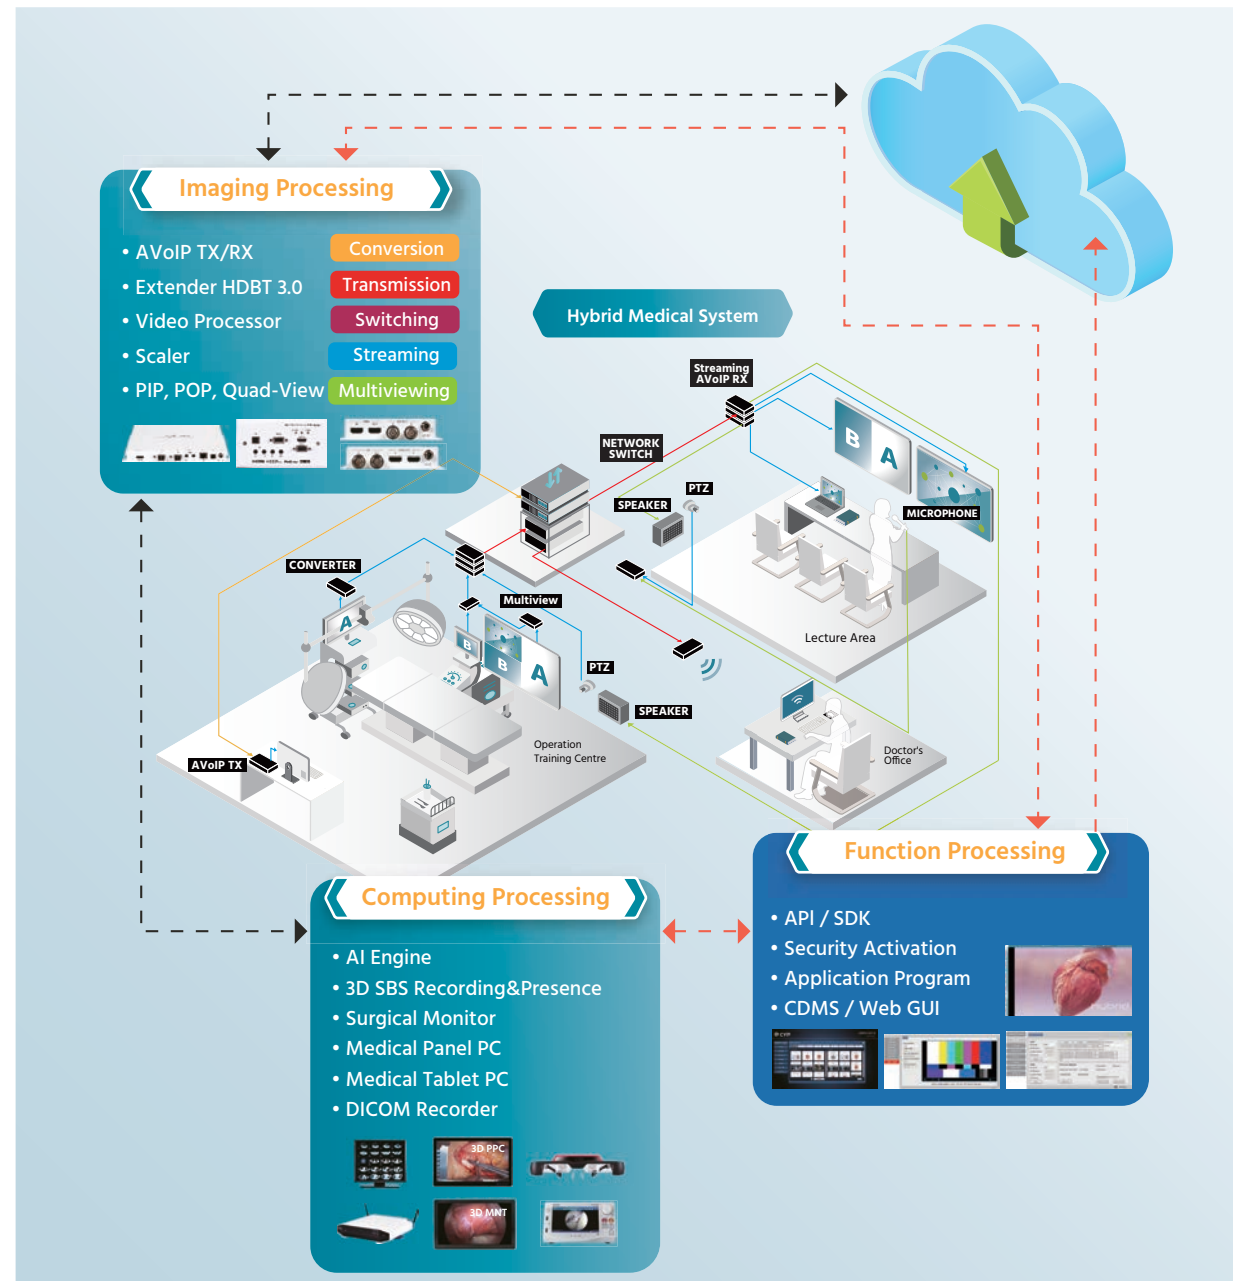 Imaging Processing
• AVoIP TX/RX
Conversion
• Extender HDBT 3.0
Transmission
• Video Processor
Switching
• Scaler
Streaming
• PIP, POP, Quad-View
Multiviewing
Hybrid Medical System
Streaming
AVoIP RX
B
A
NETWORK
SWITCH
SPEAKER
PTZ
MICROPHONE
CONVERTER
Multiview
A
B
B
A
Lecture Area
PTZ
SPEAKER
Operation
Training Centre
Doctor's
Office
AVoIP TX
Function Processing
• API / SDK
• Security Activation
• Application Program
• CDMS / Web GUI
Computing Processing
• AI Engine
• 3D SBS Recording&Presence
• Surgical Monitor
• Medical Panel PC
• Medical Tablet PC
• DICOM Recorder
3D PPC
3D MNT